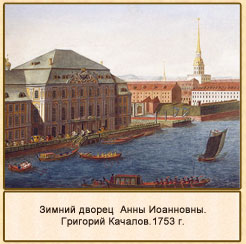 Зимний дворец Анны Иоанновны.
Григорий Качалов.1753 г.